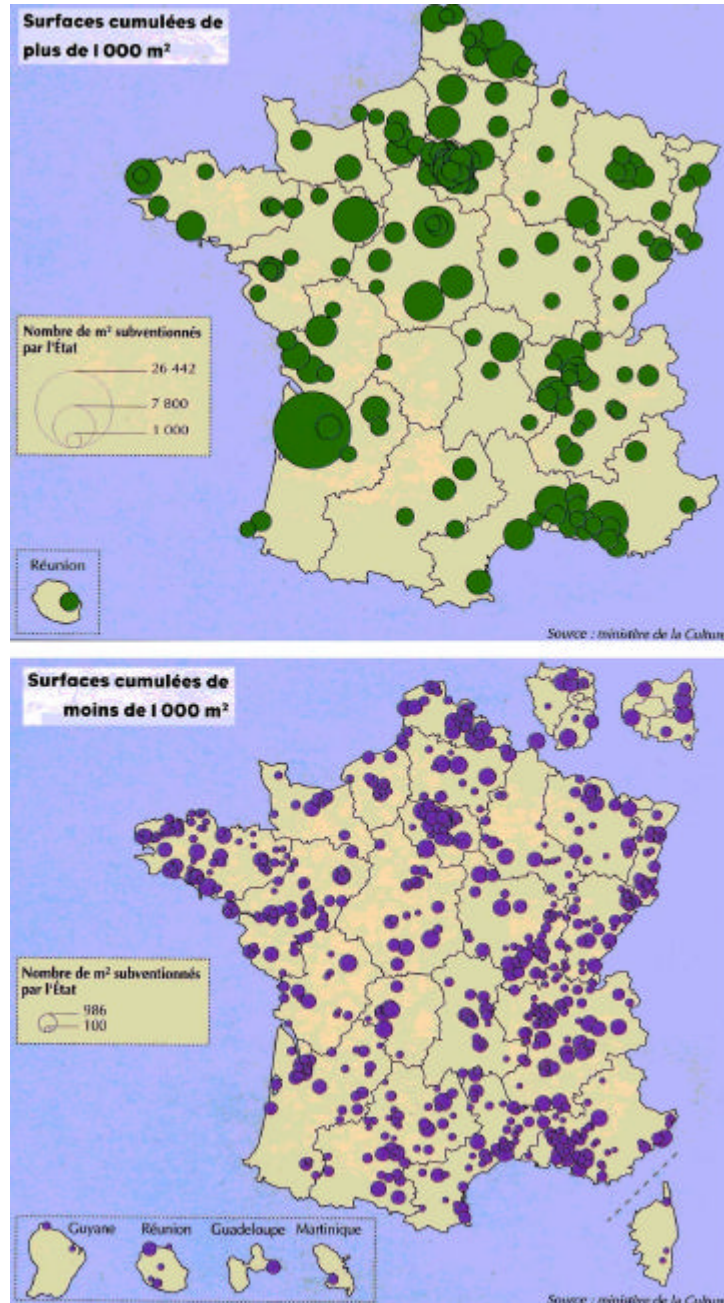 Surfaces cumulées de
plus de 1 000 m²
Nombre de m² subventionnés
par l'État
26 442
7 800
1 000
Réunion
Source : ministère de la Culture
Surfaces cumulées de
moins de 1 000 m²
Nombre de m² subventionnés
par l'État
986
100
Guyane
Réunion
Guadeloupe
Martinique
Source : ministère de la Culture